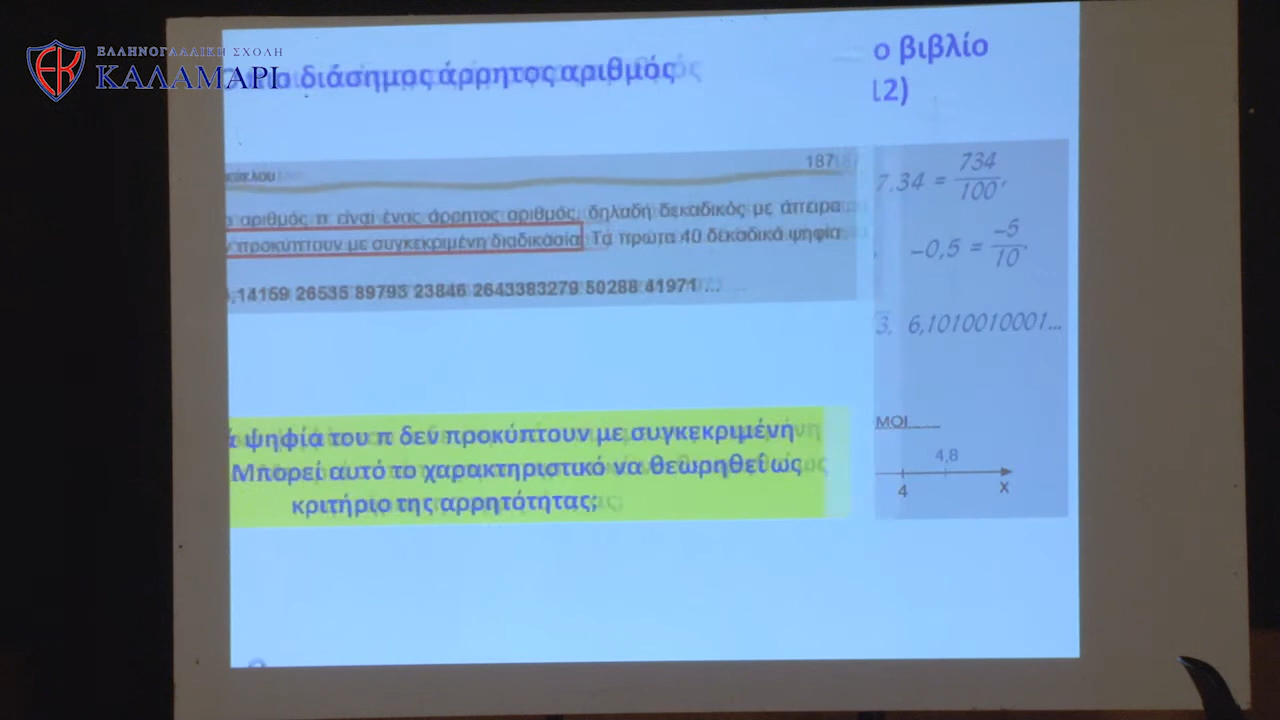 ΕΛΛΗΝΟΓΑΛΛΙΚΗ ΣΧΟΛΗ
ΚΑΛΑΜΑΡΙ
διάσημος άρρητος αριθμός
ο βιβλίο
12)
187
αριθμός π είναι ένας άρρητος αριθμός, δηλαδή δεκαδικός με άπειρα
προκύπτουν με συγκεκριμένη διαδικασία. Τα πρώτα 40 δεκαδικά ψηφία
,14159 26535 89793 23846 2643383279 50288 41971 ...
7.34 = 734/100,
−0,5 = −5/10.
3, 6,1010010001...
ψηφία του π δεν προκύπτουν με συγκεκριμένη
Μπορεί αυτό το χαρακτηριστικό να θεωρηθεί ως
κριτήριο της αρρητότητας;
ΜΟΙ
4,8
4
X